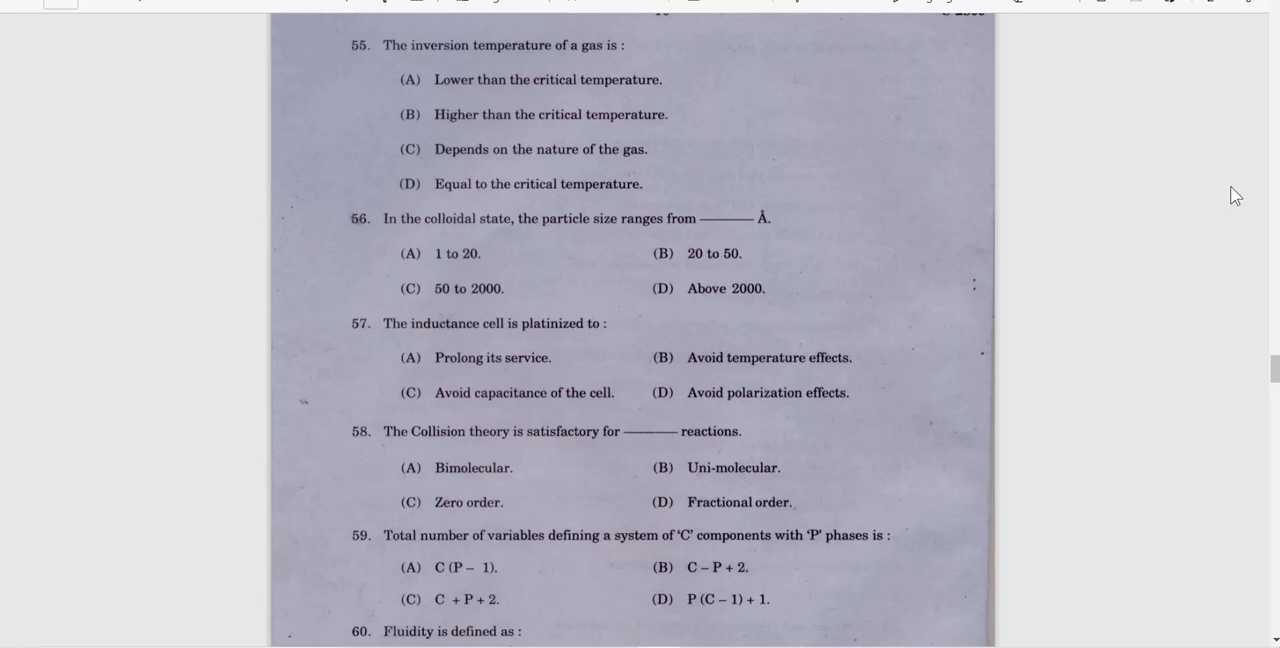 55. The inversion temperature of a gas is :
(A) Lower than the critical temperature.
(B) Higher than the critical temperature.
(C) Depends on the nature of the gas.
(D) Equal to the critical temperature.
56. In the colloidal state, the particle size ranges from ——— Å.
(A) 1 to 20. (B) 20 to 50.
(C) 50 to 2000. (D) Above 2000.
57. The inductance cell is platinized to :
(A) Prolong its service. (B) Avoid temperature effects.
(C) Avoid capacitance of the cell. (D) Avoid polarization effects.
58. The Collision theory is satisfactory for ——— reactions.
(A) Bimolecular. (B) Uni-molecular.
(C) Zero order. (D) Fractional order.
59. Total number of variables defining a system of 'C' components with 'P' phases is :
(A) C (P – 1). (B) C – P + 2.
(C) C + P + 2. (D) P (C – 1) + 1.
60. Fluidity is defined as :